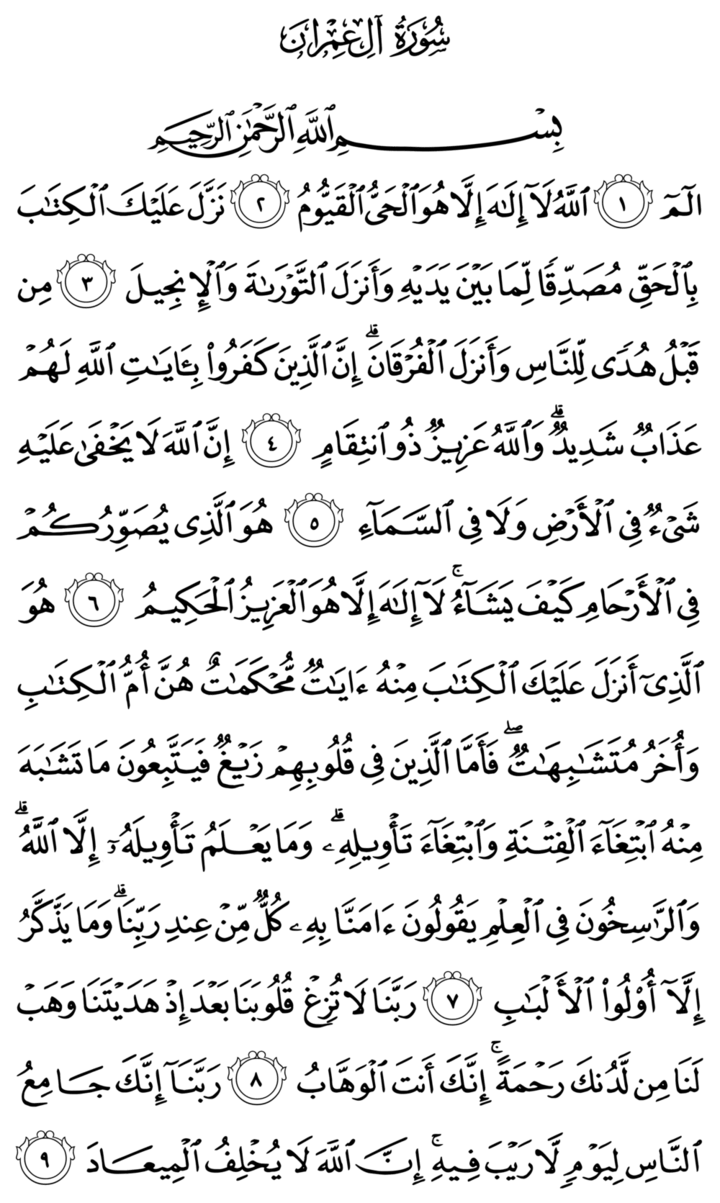 سُورَةُ آلِ عِمْرَانَ
بِسْمِ ٱللَّهِ ٱلرَّحْمَٰنِ ٱلرَّحِيمِ
الٓمٓ ١ ٱللَّهُ لَآ إِلَٰهَ إِلَّا هُوَ ٱلْحَىُّ ٱلْقَيُّومُ ٢ نَزَّلَ عَلَيْكَ ٱلْكِتَٰبَ
بِٱلْحَقِّ مُصَدِّقًا لِّمَا بَيْنَ يَدَيْهِ وَأَنزَلَ ٱلتَّوْرَىٰةَ وَٱلْإِنجِيلَ ٣ مِن
قَبْلُ هُدًى لِّلنَّاسِ وَأَنزَلَ ٱلْفُرْقَانَ ۗ إِنَّ ٱلَّذِينَ كَفَرُوا۟ بِـَٔايَٰتِ ٱللَّهِ لَهُمْ
عَذَابٌ شَدِيدٌ ۗ وَٱللَّهُ عَزِيزٌ ذُو ٱنتِقَامٍ ٤ إِنَّ ٱللَّهَ لَا يَخْفَىٰ عَلَيْهِ
شَىْءٌ فِى ٱلْأَرْضِ وَلَا فِى ٱلسَّمَآءِ ٥ هُوَ ٱلَّذِى يُصَوِّرُكُمْ
فِى ٱلْأَرْحَامِ كَيْفَ يَشَآءُ ۚ لَآ إِلَٰهَ إِلَّا هُوَ ٱلْعَزِيزُ ٱلْحَكِيمُ ٦ هُوَ
ٱلَّذِىٓ أَنزَلَ عَلَيْكَ ٱلْكِتَٰبَ مِنْهُ ءَايَٰتٌ مُّحْكَمَٰتٌ هُنَّ أُمُّ ٱلْكِتَٰبِ
وَأُخَرُ مُتَشَٰبِهَٰتٌ ۖ فَأَمَّا ٱلَّذِينَ فِى قُلُوبِهِمْ زَيْغٌ فَيَتَّبِعُونَ مَا تَشَٰبَهَ
مِنْهُ ٱبْتِغَآءَ ٱلْفِتْنَةِ وَٱبْتِغَآءَ تَأْوِيلِهِۦ ۗ وَمَا يَعْلَمُ تَأْوِيلَهُۥٓ إِلَّا ٱللَّهُ ۗ
وَٱلرَّٰسِخُونَ فِى ٱلْعِلْمِ يَقُولُونَ ءَامَنَّا بِهِۦ كُلٌّ مِّنْ عِندِ رَبِّنَا ۗ وَمَا يَذَّكَّرُ
إِلَّآ أُو۟لُوا۟ ٱلْأَلْبَٰبِ ٧ رَبَّنَا لَا تُزِغْ قُلُوبَنَا بَعْدَ إِذْ هَدَيْتَنَا وَهَبْ
لَنَا مِن لَّدُنكَ رَحْمَةً ۚ إِنَّكَ أَنتَ ٱلْوَهَّابُ ٨ رَبَّنَآ إِنَّكَ جَامِعُ
ٱلنَّاسِ لِيَوْمٍ لَّا رَيْبَ فِيهِ ۚ إِنَّ ٱللَّهَ لَا يُخْلِفُ ٱلْمِيعَادَ ٩